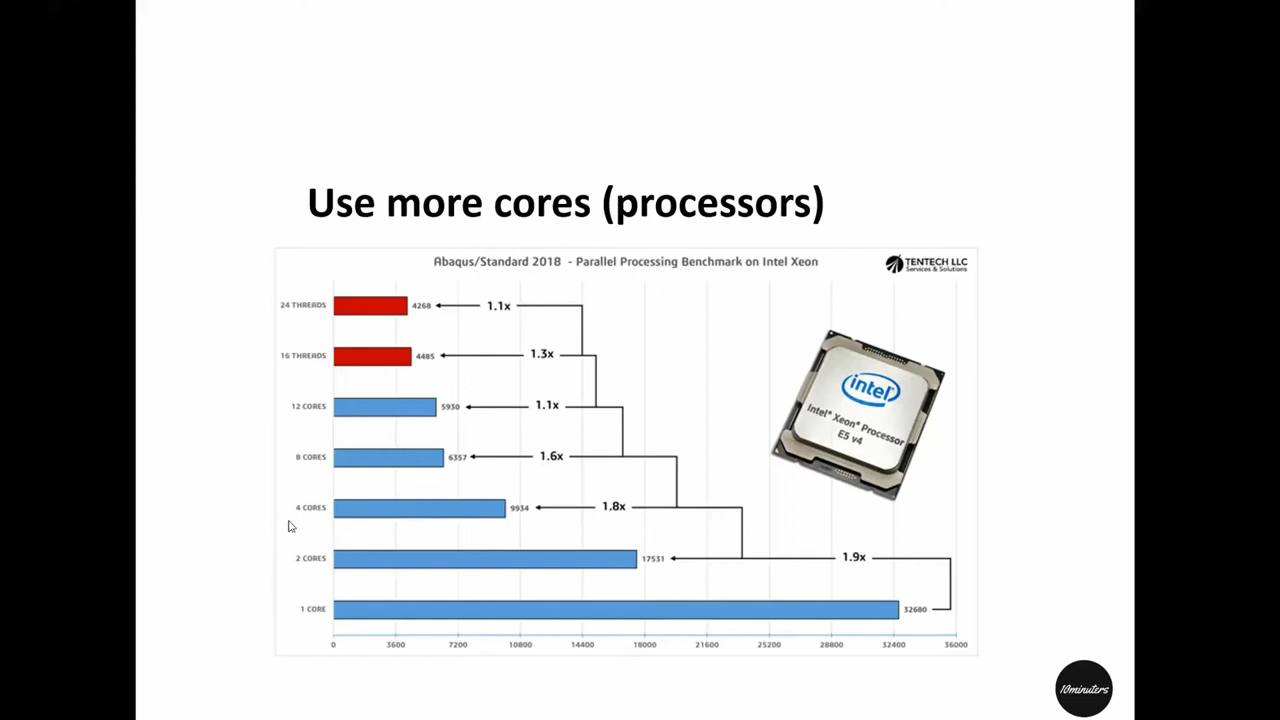 Use more cores (processors)
Abaqus/Standard 2018 - Parallel Processing Benchmark on Intel Xeon
TENTECH LLC
Services & Solutions
24 THREADS 4268 1.1x
16 THREADS 4485 1.3x
12 CORES 5930 1.1x
8 CORES 6357 1.6x
4 CORES 9934 1.8x
2 CORES 17531 1.9x
1 CORE 32680
0 3600 7200 10800 14400 18000 21600 25200 28800 32400 36000
intel
Intel® Xeon® Processor
E5 v4
10minuters